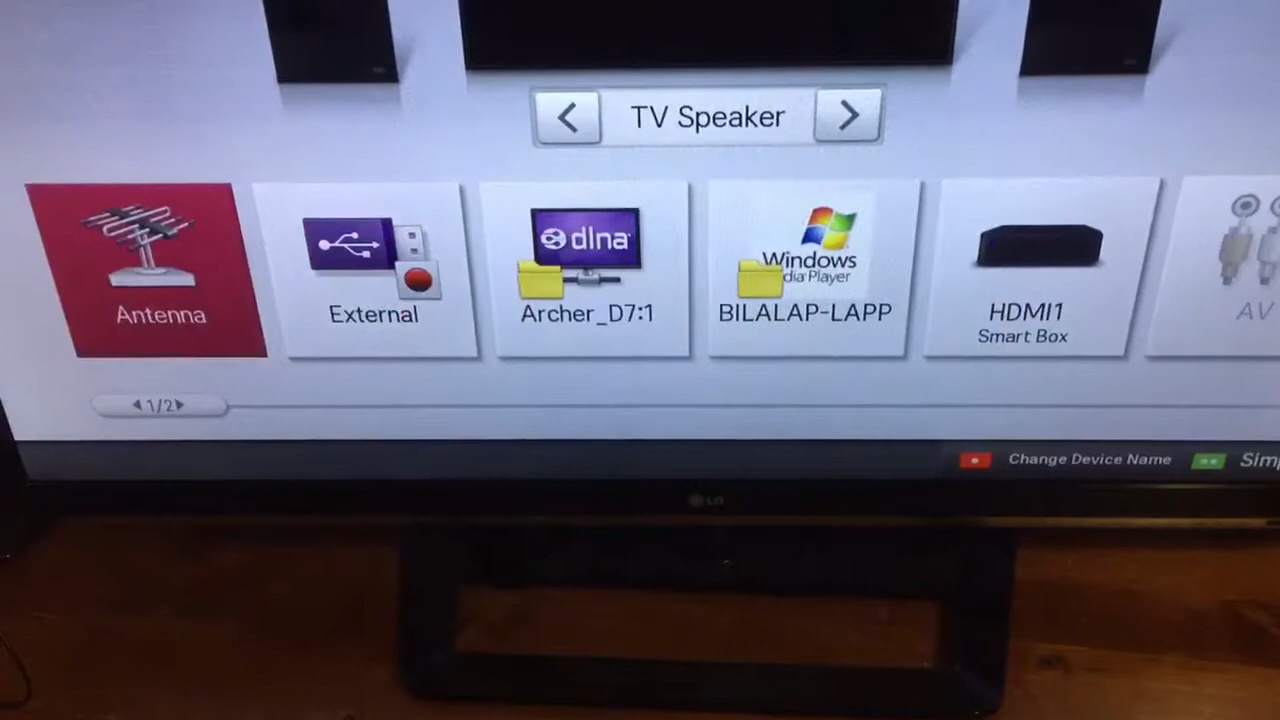 TV Speaker
Antenna
External
dlna
Archer_D7:1
Windows
dia Player
BILALAP-LAPP
HDMI1
Smart Box
AV
1/2
Change Device Name
Simp
LG